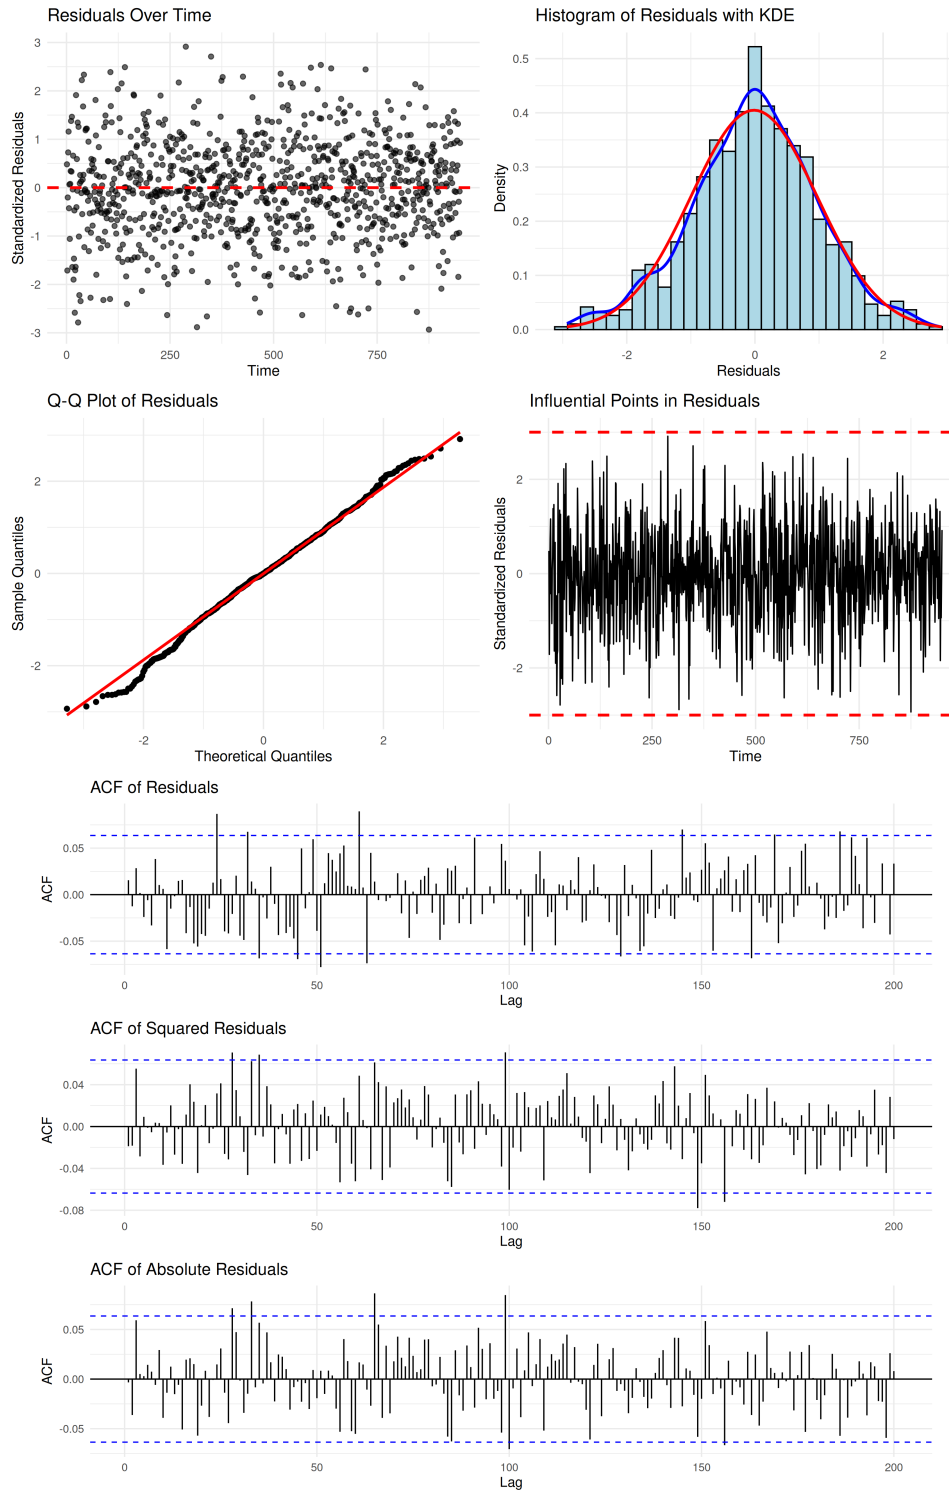 Residuals Over Time
Standardized Residuals
3
2
1
0
-1
-2
-3
0 250 500 750
Time
Histogram of Residuals with KDE
Density
0.5
0.4
0.3
0.2
0.1
0.0
-2 0 2
Residuals
Q-Q Plot of Residuals
Sample Quantiles
2
0
-2
-2 0 2
Theoretical Quantiles
Influential Points in Residuals
Standardized Residuals
2
0
-2
0 250 500 750
Time
ACF of Residuals
ACF
0.05
0.00
-0.05
0 50 100 150 200
Lag
ACF of Squared Residuals
ACF
0.04
0.00
-0.04
-0.08
0 50 100 150 200
Lag
ACF of Absolute Residuals
ACF
0.05
0.00
-0.05
0 50 100 150 200
Lag